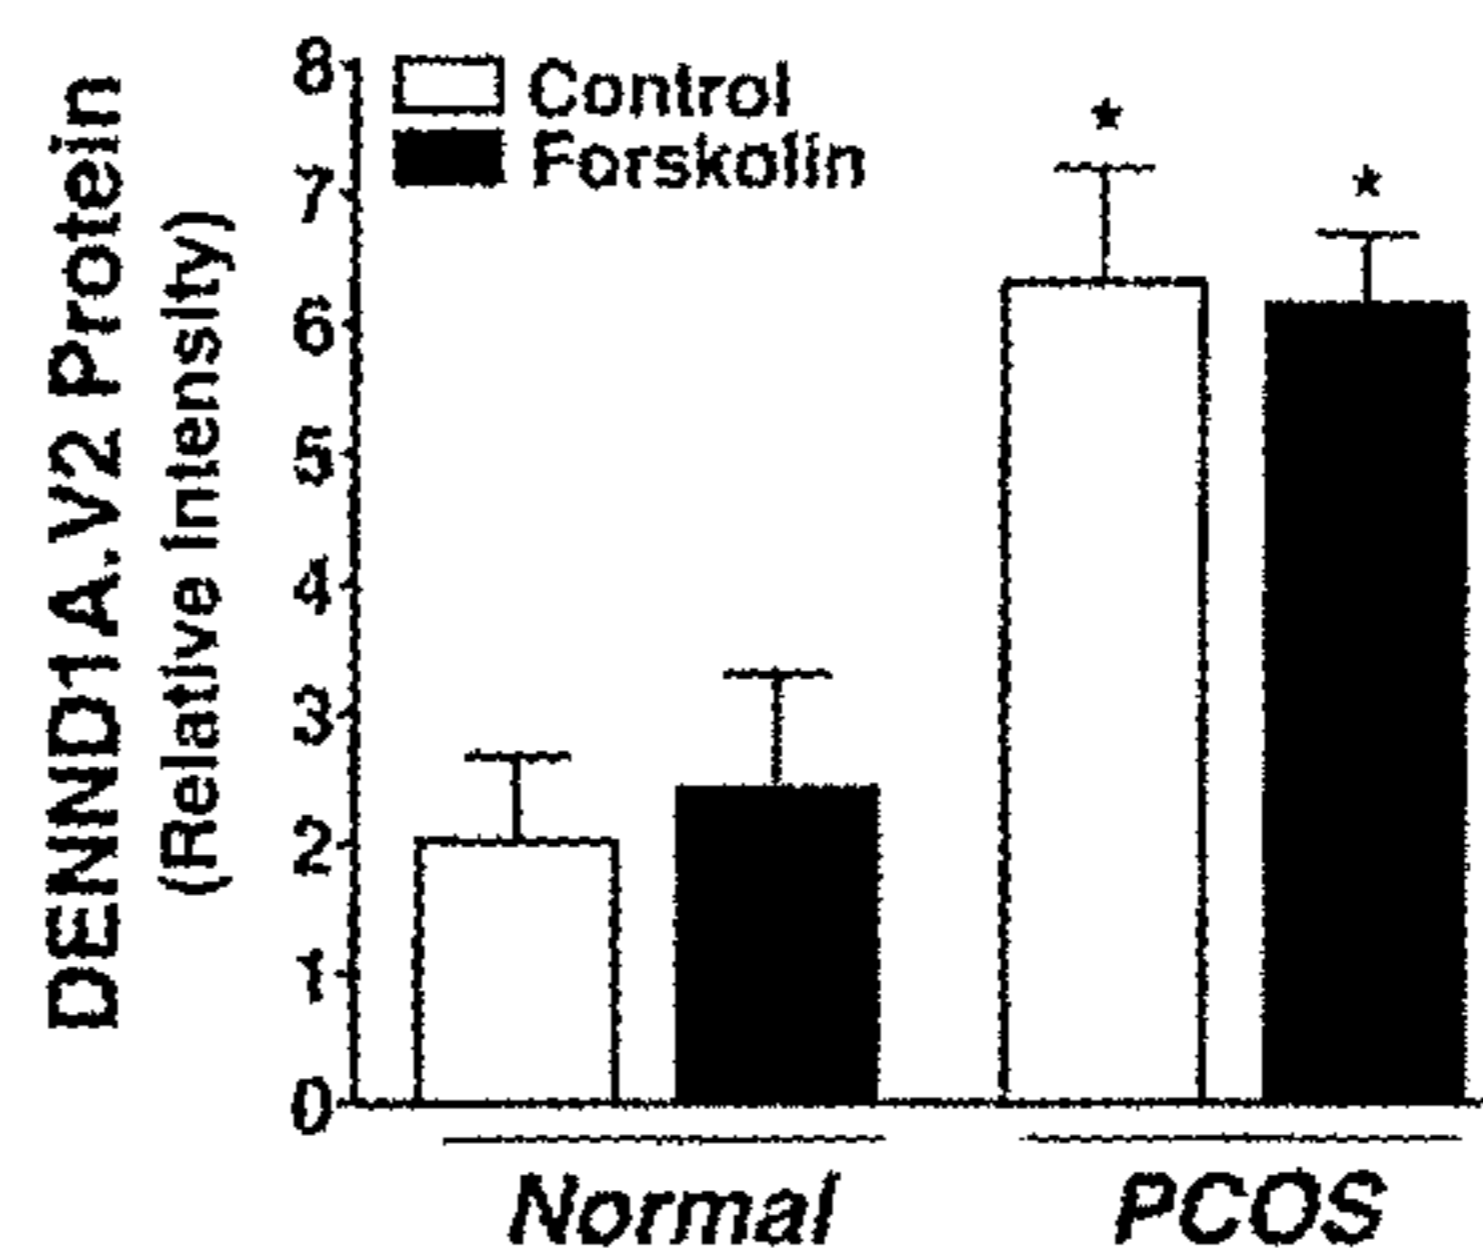 DENND1A.V2 Protein
(Relative Intensity)
8
7
6
5
4
3
2
1
0
Control
Forskolin
*
*
Normal
PCOS